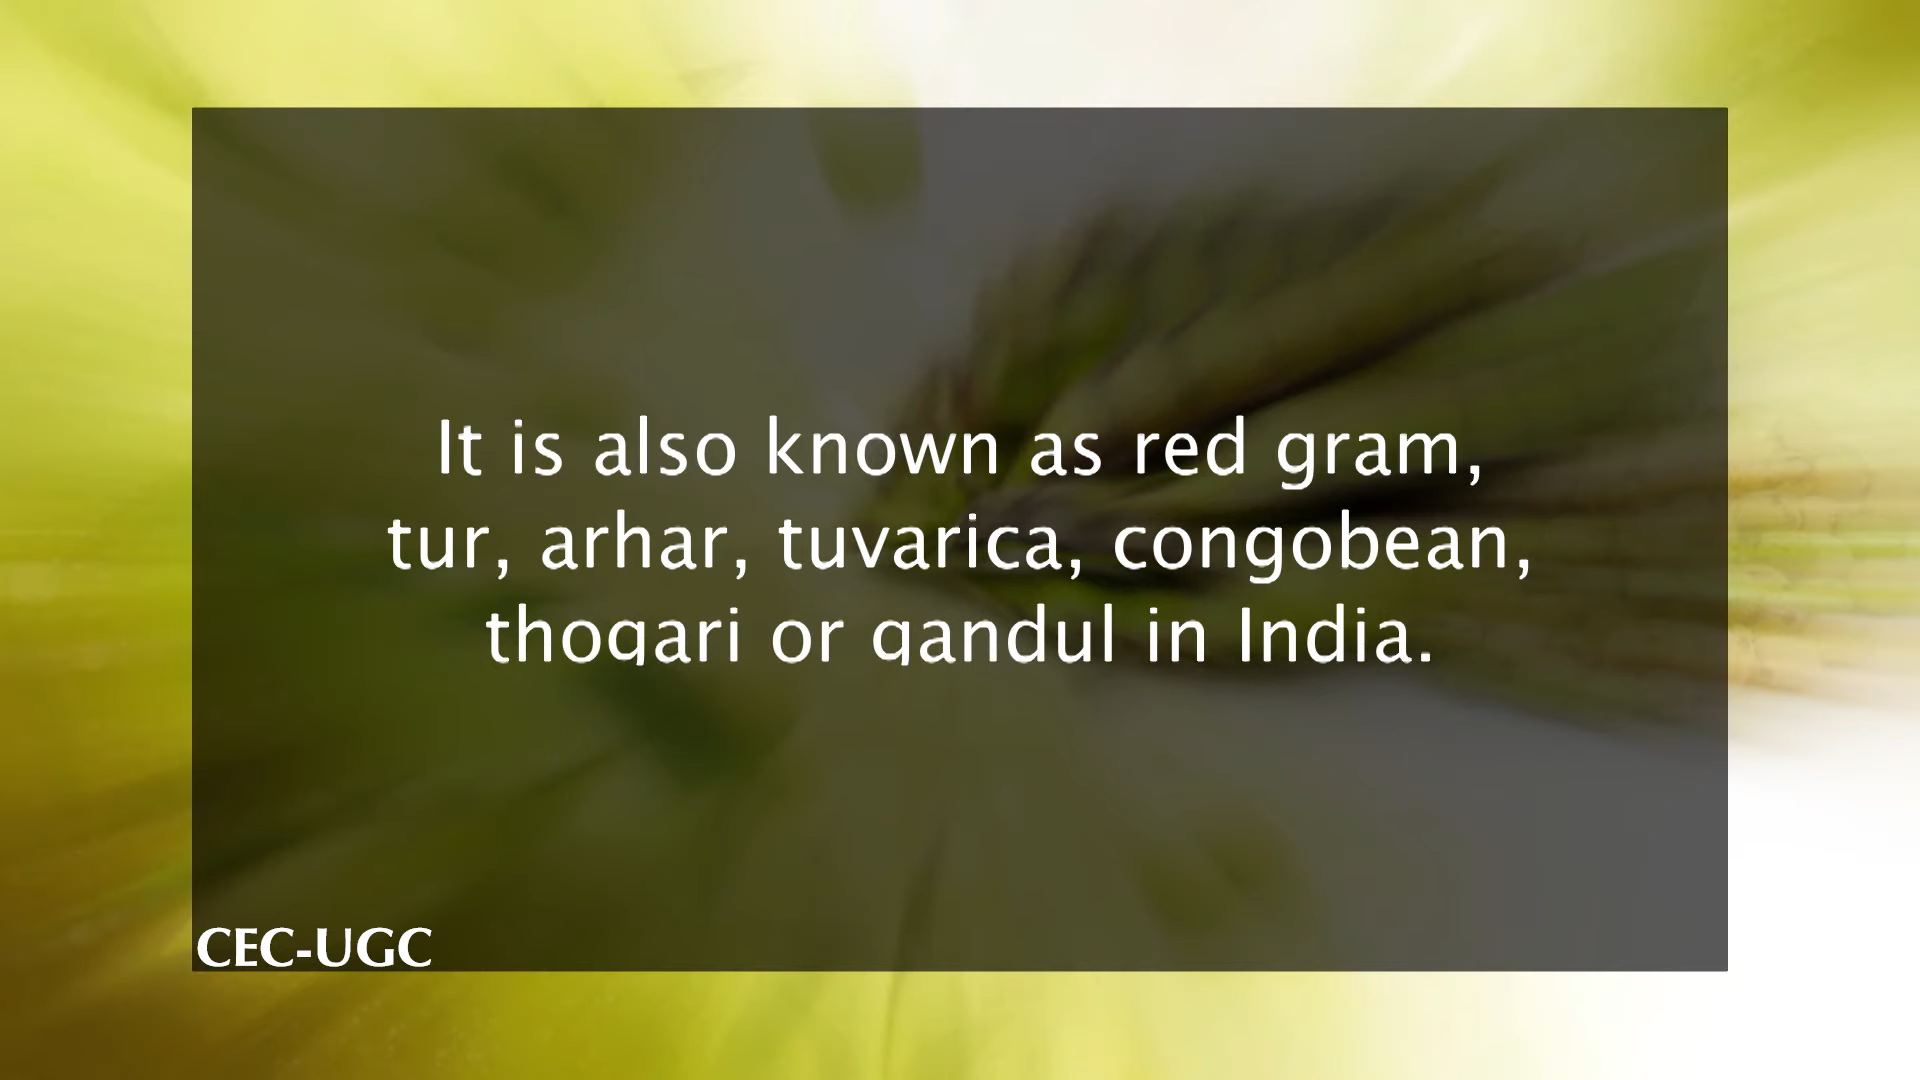 It is also known as red gram,
tur, arhar, tuvarica, congobean,
thogari or gandul in India.
CEC-UGC